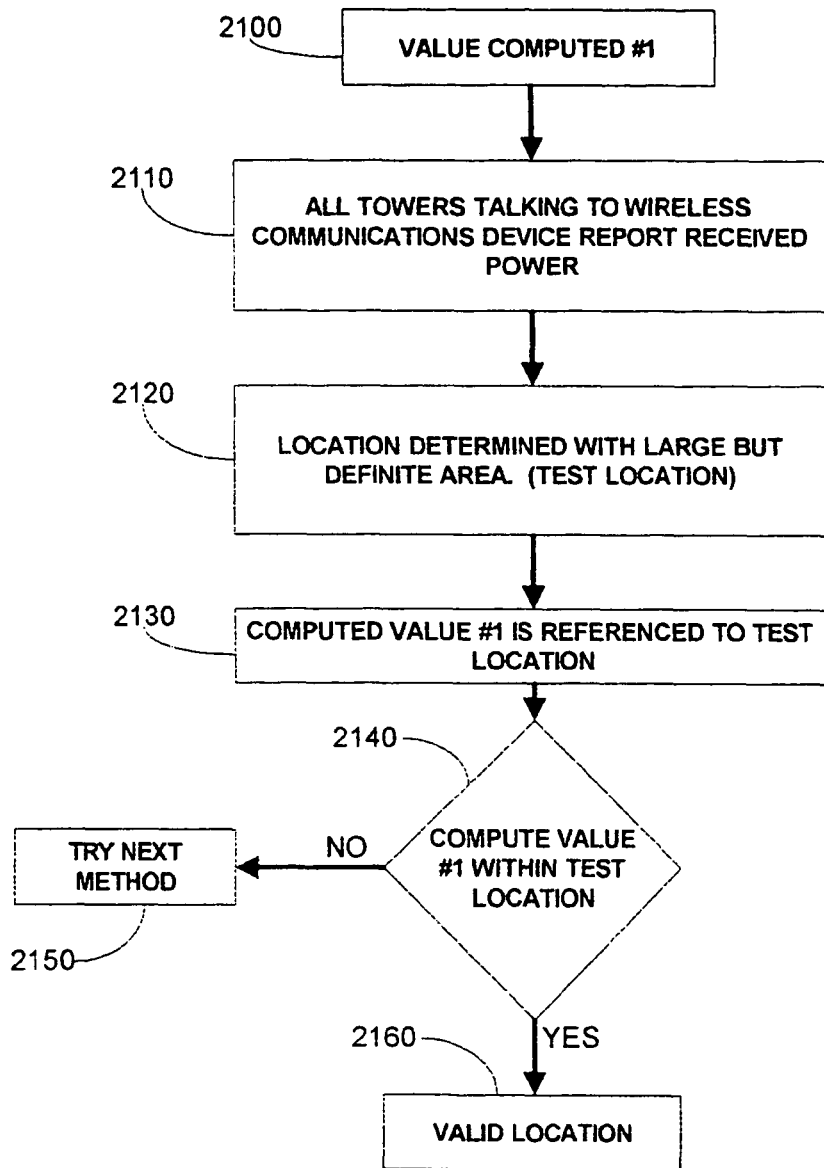 2100
VALUE COMPUTED #1
2110
ALL TOWERS TALKING TO WIRELESS
COMMUNICATIONS DEVICE REPORT RECEIVED
POWER
2120
LOCATION DETERMINED WITH LARGE BUT
DEFINITE AREA. (TEST LOCATION)
2130
COMPUTED VALUE #1 IS REFERENCED TO TEST
LOCATION
2140
COMPUTE VALUE
#1 WITHIN TEST
LOCATION
NO
TRY NEXT
METHOD
2150
YES
2160
VALID LOCATION